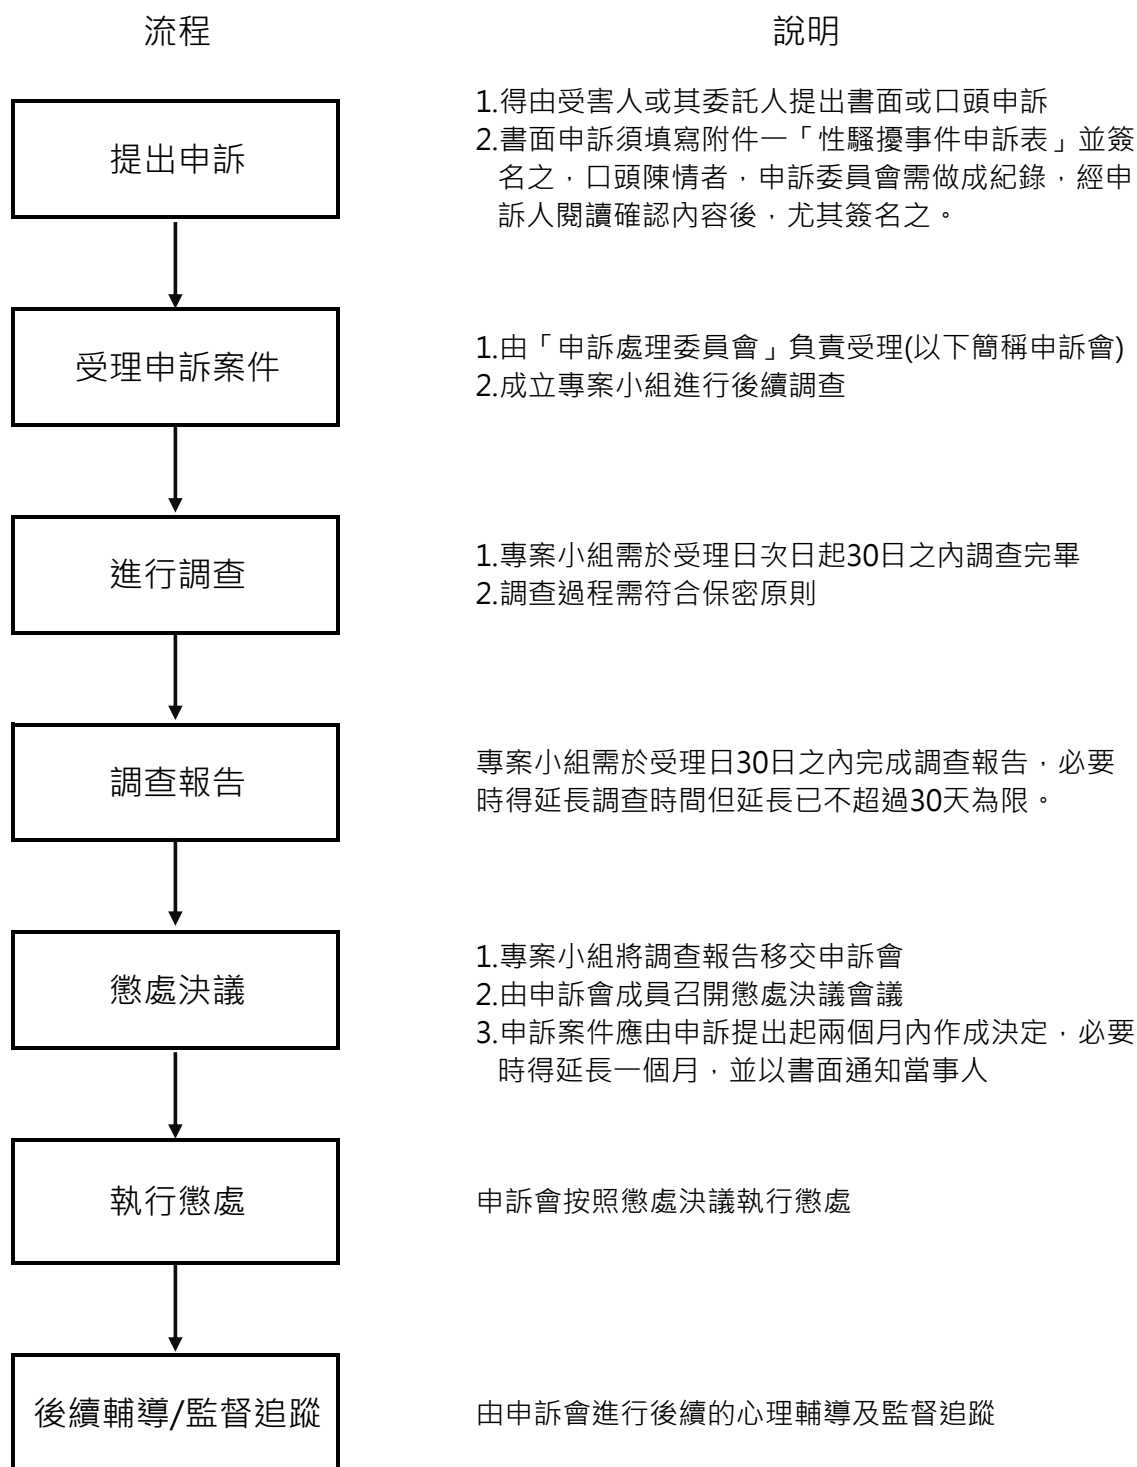 流程
說明
提出申訴
1.得由受害人或其委託人提出書面或口頭申訴
2.書面申訴須填寫附件一「性騷擾事件申訴表」並簽
名之，口頭陳情者，申訴委員會需做成紀錄，經申
訴人閱讀確認內容後，尤其簽名之。
受理申訴案件
1.由「申訴處理委員會」負責受理(以下簡稱申訴會)
2.成立專案小組進行後續調查
進行調查
1.專案小組需於受理日次日起30日之內調查完畢
2.調查過程需符合保密原則
調查報告
專案小組需於受理日30日之內完成調查報告，必要
時得延長調查時間但延長已不超過30天為限。
懲處決議
1.專案小組將調查報告移交申訴會
2.由申訴會成員召開懲處決議會議
3.申訴案件應由申訴提出起兩個月內作成決定，必要
時得延長一個月，並以書面通知當事人
執行懲處
申訴會按照懲處決議執行懲處
後續輔導/監督追蹤
由申訴會進行後續的心理輔導及監督追蹤